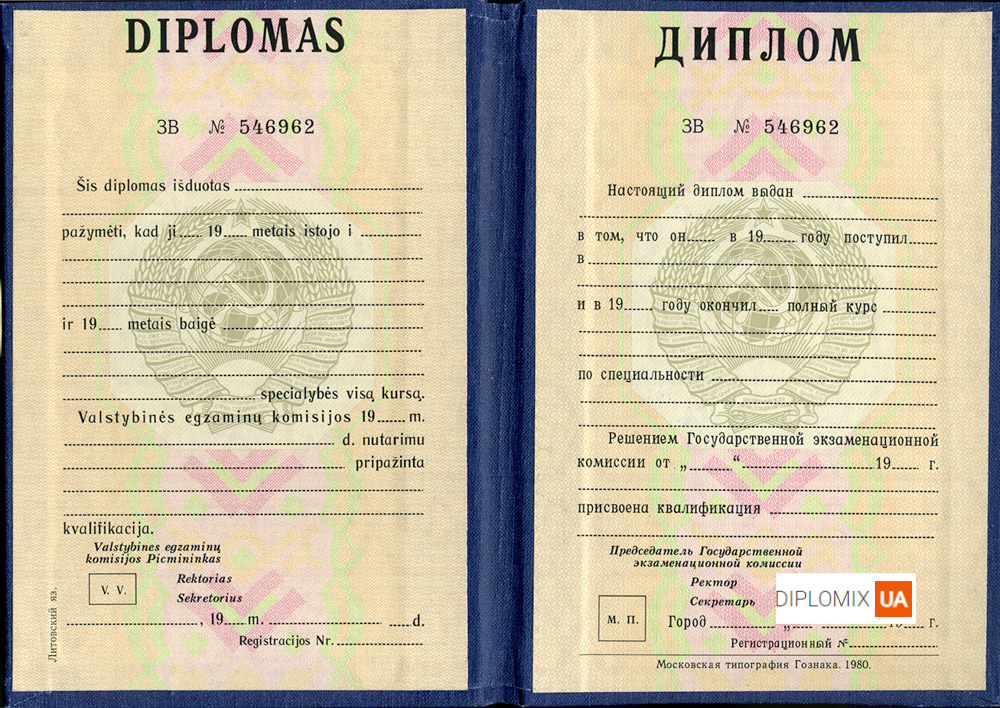 DIPLOMAS
ЗВ № 546962
Šis diplomas išduotas
pažymėti, kad ji 19 metais istojo i
ir 19 metais baigė
specialybės visą kursą.
Valstybinės egzaminų komisijos 19 m.
d. nutarimu
pripažinta
kvalifikacija.
Valstybines egzaminų
komisijos Picmininkas
V. V.
Rektorias
Sekretorius
, 19 m. d.
Registracijos Nr.
Литовский яз.
ДИПЛОМ
ЗВ № 546962
Настоящий диплом выдан
в том, что он в 19 году поступил
в
и в 19 году окончил полный курс
по специальности
Решением Государственной экзаменационной
комиссии от „ “ 19 г.
присвоена квалификация
Председатель Государственной
экзаменационной комиссии
Ректор
Секретарь
DIPLOMIX UA
М. П.
Город „ г.
Регистрационный №
Московская типография Гознака. 1980.